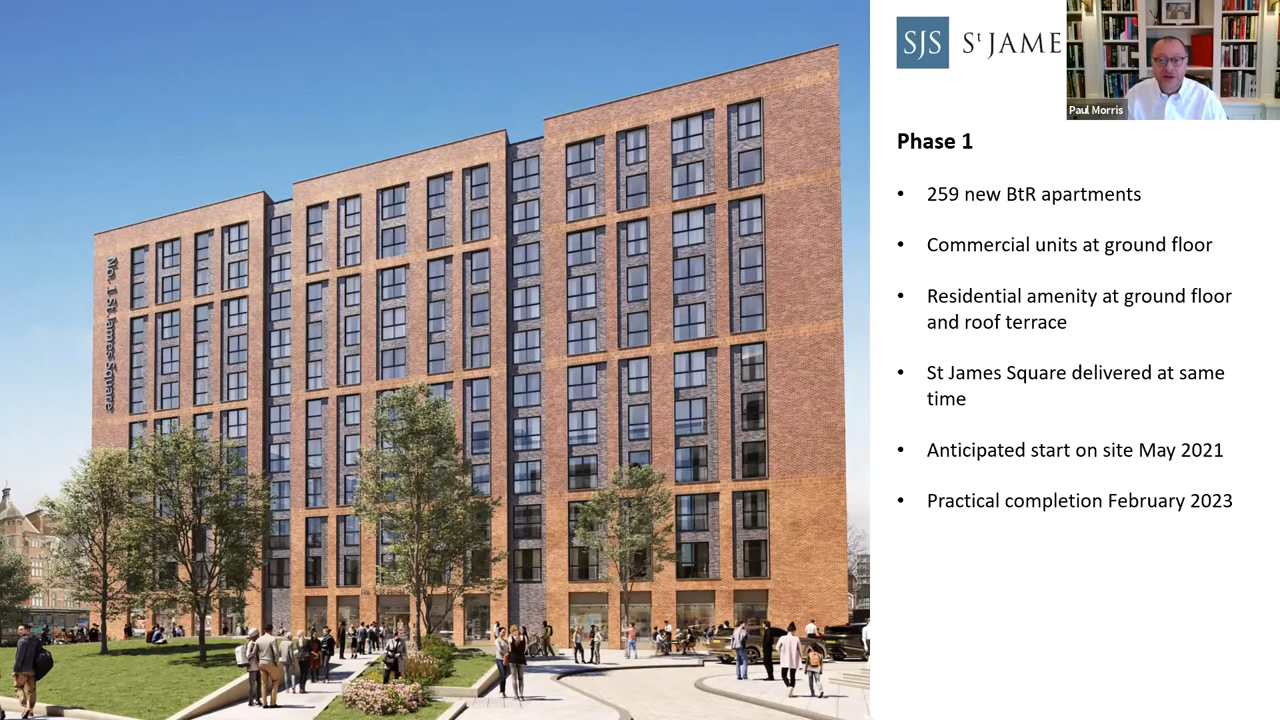 SJS St JAME
Paul Morris
Phase 1
• 259 new BtR apartments
• Commercial units at ground floor
• Residential amenity at ground floor
and roof terrace
• St James Square delivered at same
time
• Anticipated start on site May 2021
• Practical completion February 2023
No. 1 St James Square